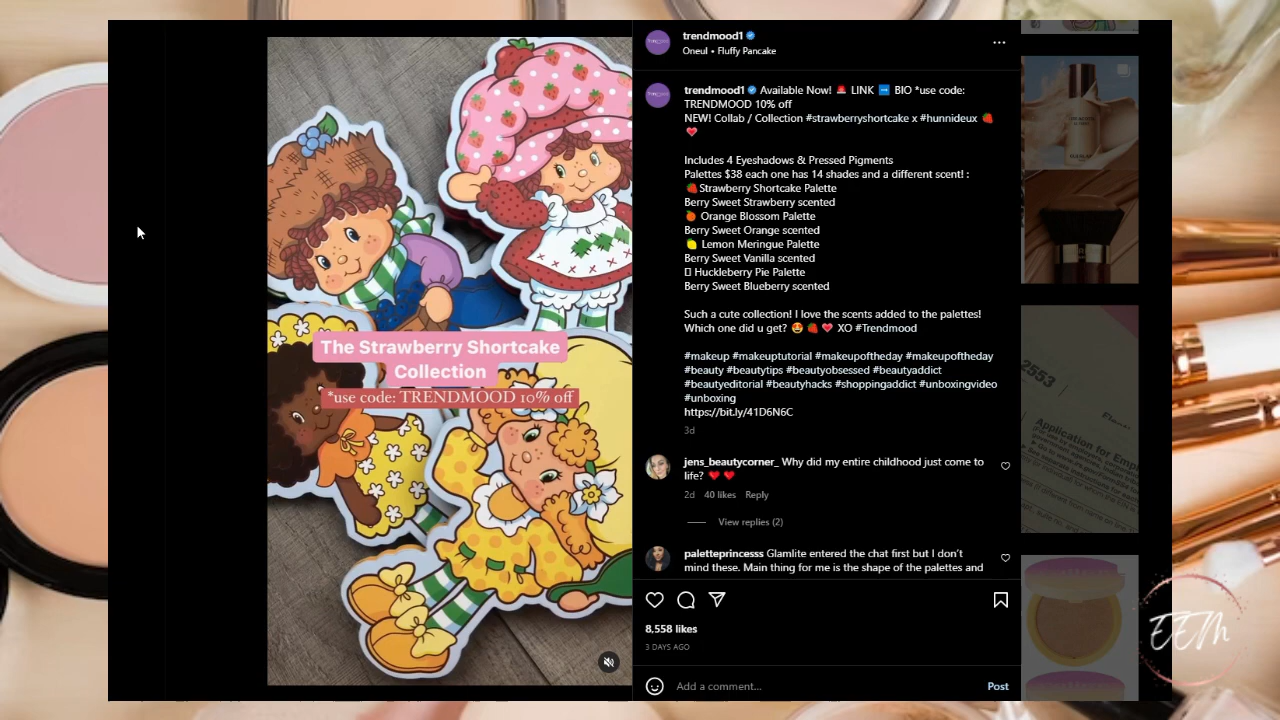 trendmood1
Oneul • Fluffy Pancake
trendmood1 Available Now! 🚨 LINK ➡️ BIO *use code:
TRENDMOOD 10% off
NEW! Collab / Collection #strawberryshortcake x #hunnideux 🍓
💖
Includes 4 Eyeshadows & Pressed Pigments
Palettes $38 each one has 14 shades and a different scent! :
🍓Strawberry Shortcake Palette
Berry Sweet Strawberry scented
🍊 Orange Blossom Palette
Berry Sweet Orange scented
🍋 Lemon Meringue Palette
Berry Sweet Vanilla scented
▯ Huckleberry Pie Palette
Berry Sweet Blueberry scented
Such a cute collection! I love the scents added to the palettes!
Which one did u get? 😍 🍓 💖 XO #Trendmood
#makeup #makeuptutorial #makeupoftheday #makeupoftheday
#beauty #beautytips #beautyobsessed #beautyaddict
#beautyeditorial #beautyhacks #shoppingaddict #unboxingvideo
#unboxing
https://bit.ly/41D6N6C
3d
jens_beautycorner_ Why did my entire childhood just come to
life? ❤️ ❤️
2d 40 likes Reply
View replies (2)
paletteprincesss Glamlite entered the chat first but I don't
mind these. Main thing for me is the shape of the palettes and
8,558 likes
3 DAYS AGO
Add a comment...
Post
The Strawberry Shortcake
Collection
*use code: TRENDMOOD 10% off
2553
Application for Empl
EEM